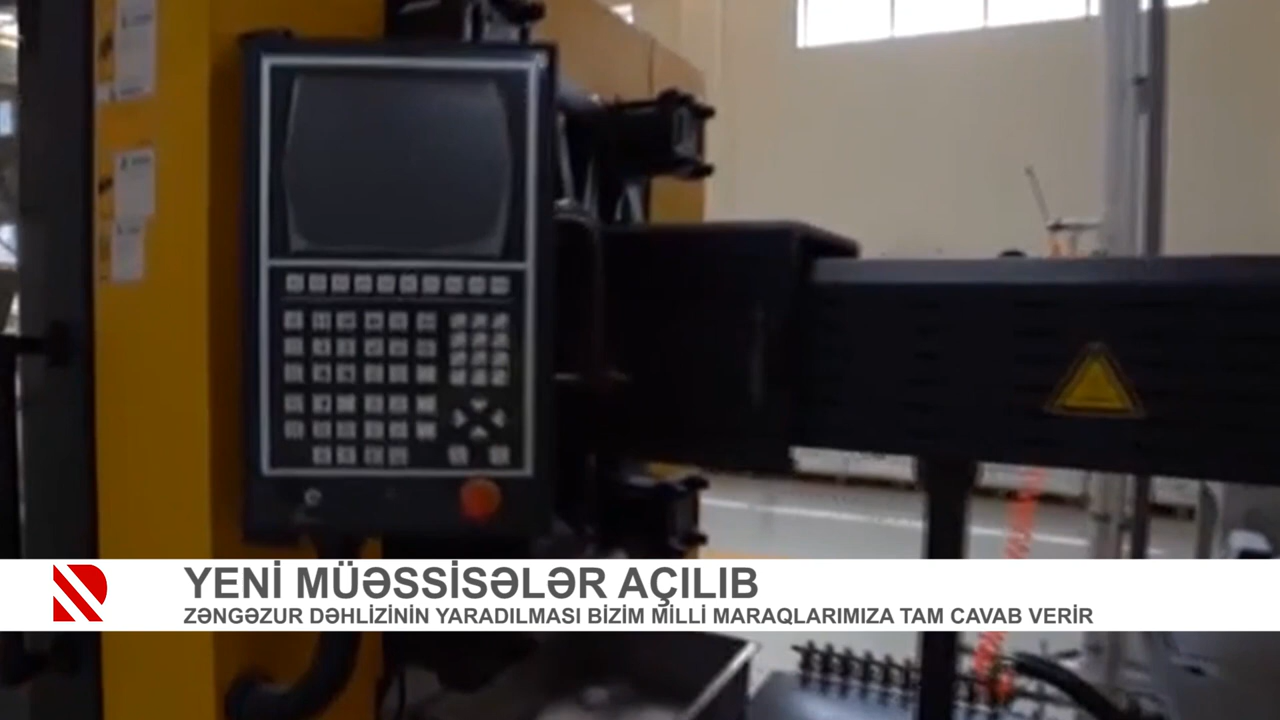 YENİ MÜƏSSİSƏLƏR AÇILIB
ZƏNGƏZUR DƏHLİZİNİN YARADILMASI BİZİM MİLLİ MARAQLARIMIZA TAM CAVAB VERİR